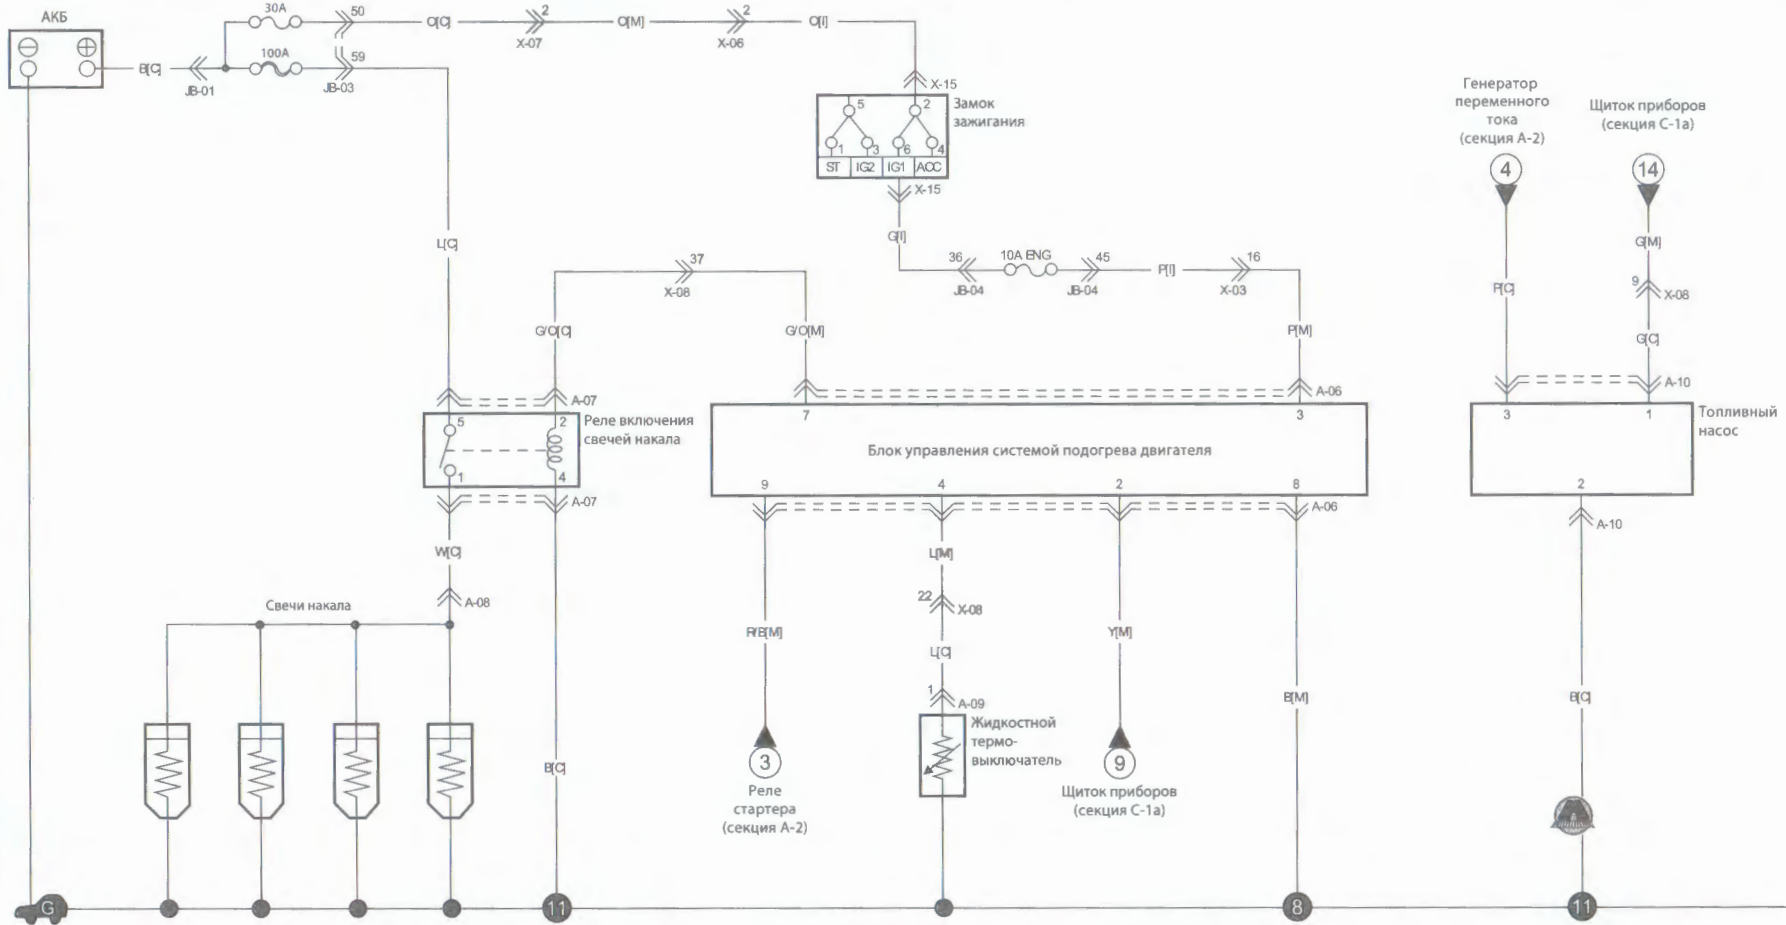 АКБ
30A
50
O[C]
2
X-07
O[M]
2
X-06
O[I]
B[C]
JB-01
100A
59
JB-03
X-15
5
2
1
3
6
4
ST
IG2
IG1
ACC
Замок
зажигания
X-15
G[I]
36
JB-04
10A ENG
45
JB-04
P[I]
16
X-03
P[M]
Генератор
переменного
тока
(секция А-2)
4
P[C]
Щиток приборов
(секция С-1а)
14
G[M]
9
X-08
G[C]
L[C]
37
X-08
G/O[C]
G/O[M]
A-07
5
2
1
4
Реле включения
свечей накала
A-07
W[C]
A-08
Свечи накала
B[C]
A-06
7
3
Блок управления системой подогрева двигателя
9
4
2
8
A-06
R/B[M]
3
Реле
стартера
(секция А-2)
L[M]
22
X-08
L[C]
1
A-09
Жидкостной
термо-
выключатель
Y[M]
9
Щиток приборов
(секция С-1а)
B[M]
A-10
3
1
Топливный
насос
2
A-10
B[C]
G
11
8
11